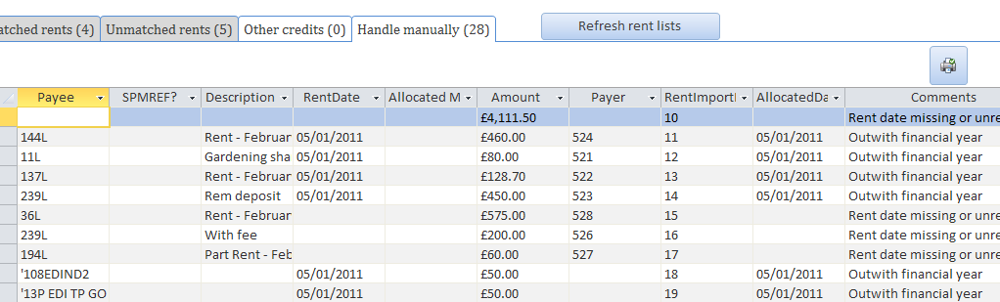 atched rents (4) Unmatched rents (5) Other credits (0) Handle manually (28) Refresh rent lists
Payee SPMREF? Description RentDate Allocated M Amount Payer RentImportI AllocatedDa Comments
£4,111.50 10 Rent date missing or unre
144L Rent - Februar 05/01/2011 £460.00 524 11 05/01/2011 Outwith financial year
11L Gardening sha 05/01/2011 £80.00 521 12 05/01/2011 Outwith financial year
137L Rent - Februar 05/01/2011 £128.70 522 13 05/01/2011 Outwith financial year
239L Rem deposit 05/01/2011 £450.00 523 14 05/01/2011 Outwith financial year
36L Rent - Februar £575.00 528 15 Rent date missing or unre
239L With fee £200.00 526 16 Rent date missing or unre
194L Part Rent - Feb £60.00 527 17 Rent date missing or unre
'108EDIND2 05/01/2011 £50.00 18 05/01/2011 Outwith financial year
'13P EDI TP GO 05/01/2011 £50.00 19 05/01/2011 Outwith financial year